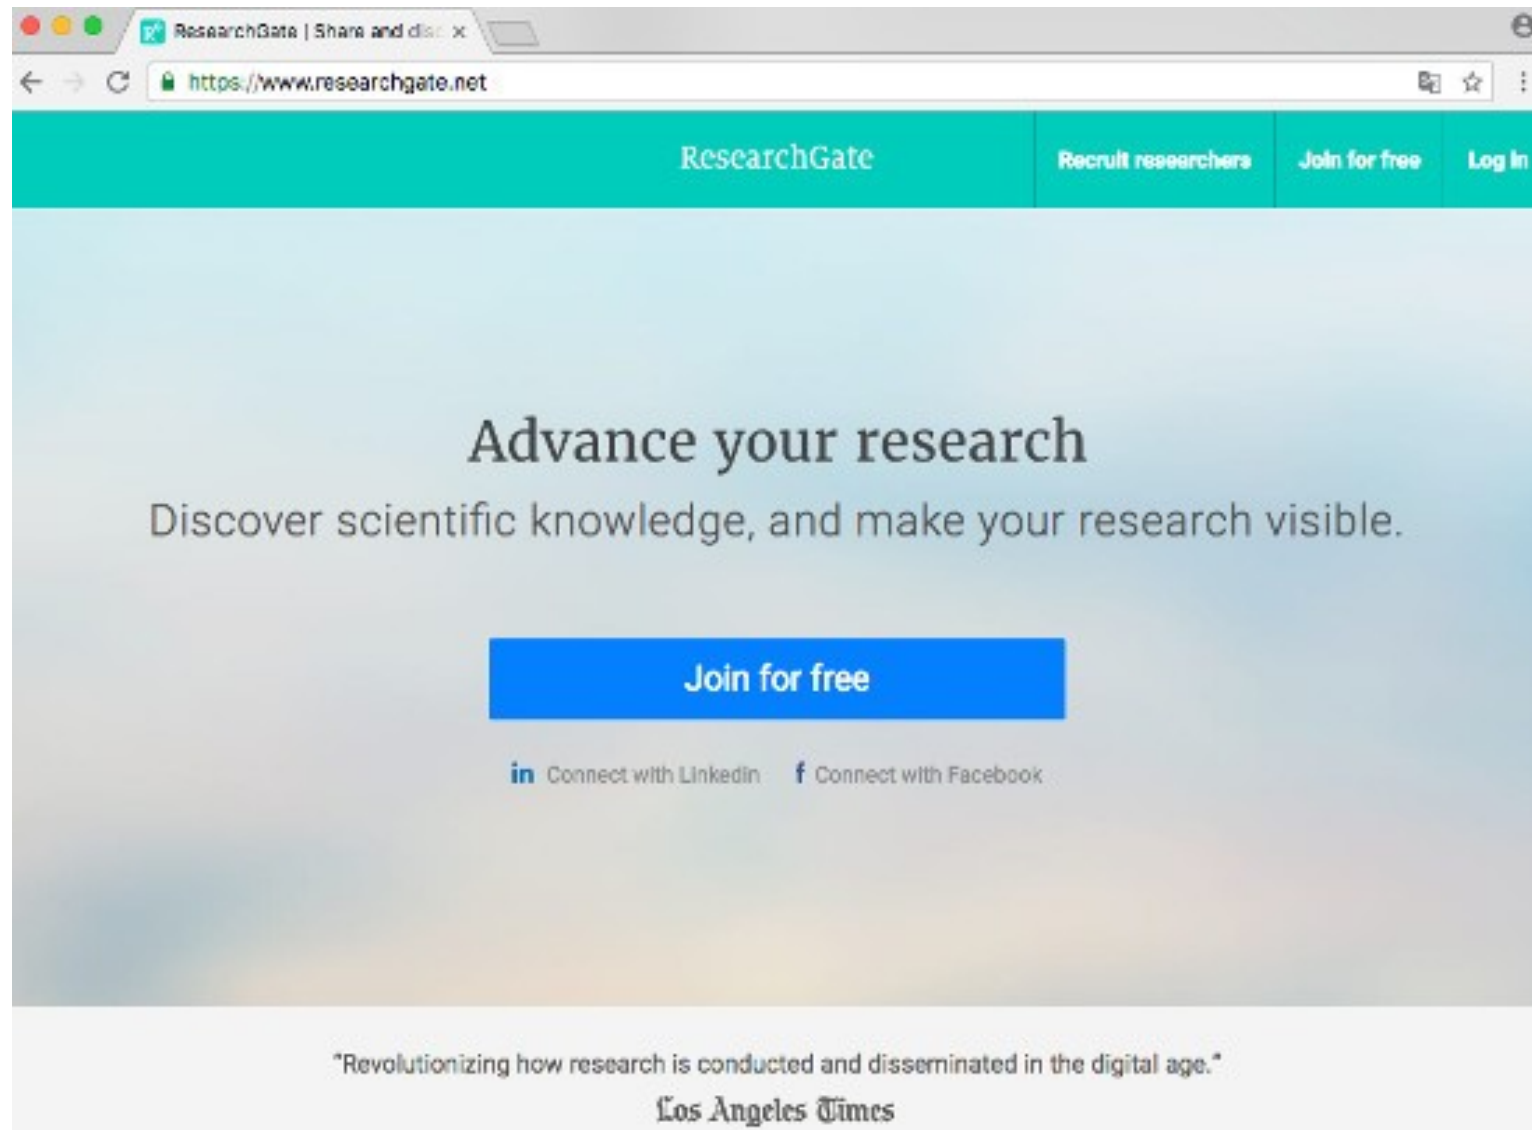 ResearchGate | Share and disc
https://www.researchgate.net
ResearchGate
Recruit researchers
Join for free
Log in
Advance your research
Discover scientific knowledge, and make your research visible.
Join for free
in Connect with Linkedin f Connect with Facebook
"Revolutionizing how research is conducted and disseminated in the digital age."
Los Angeles Times